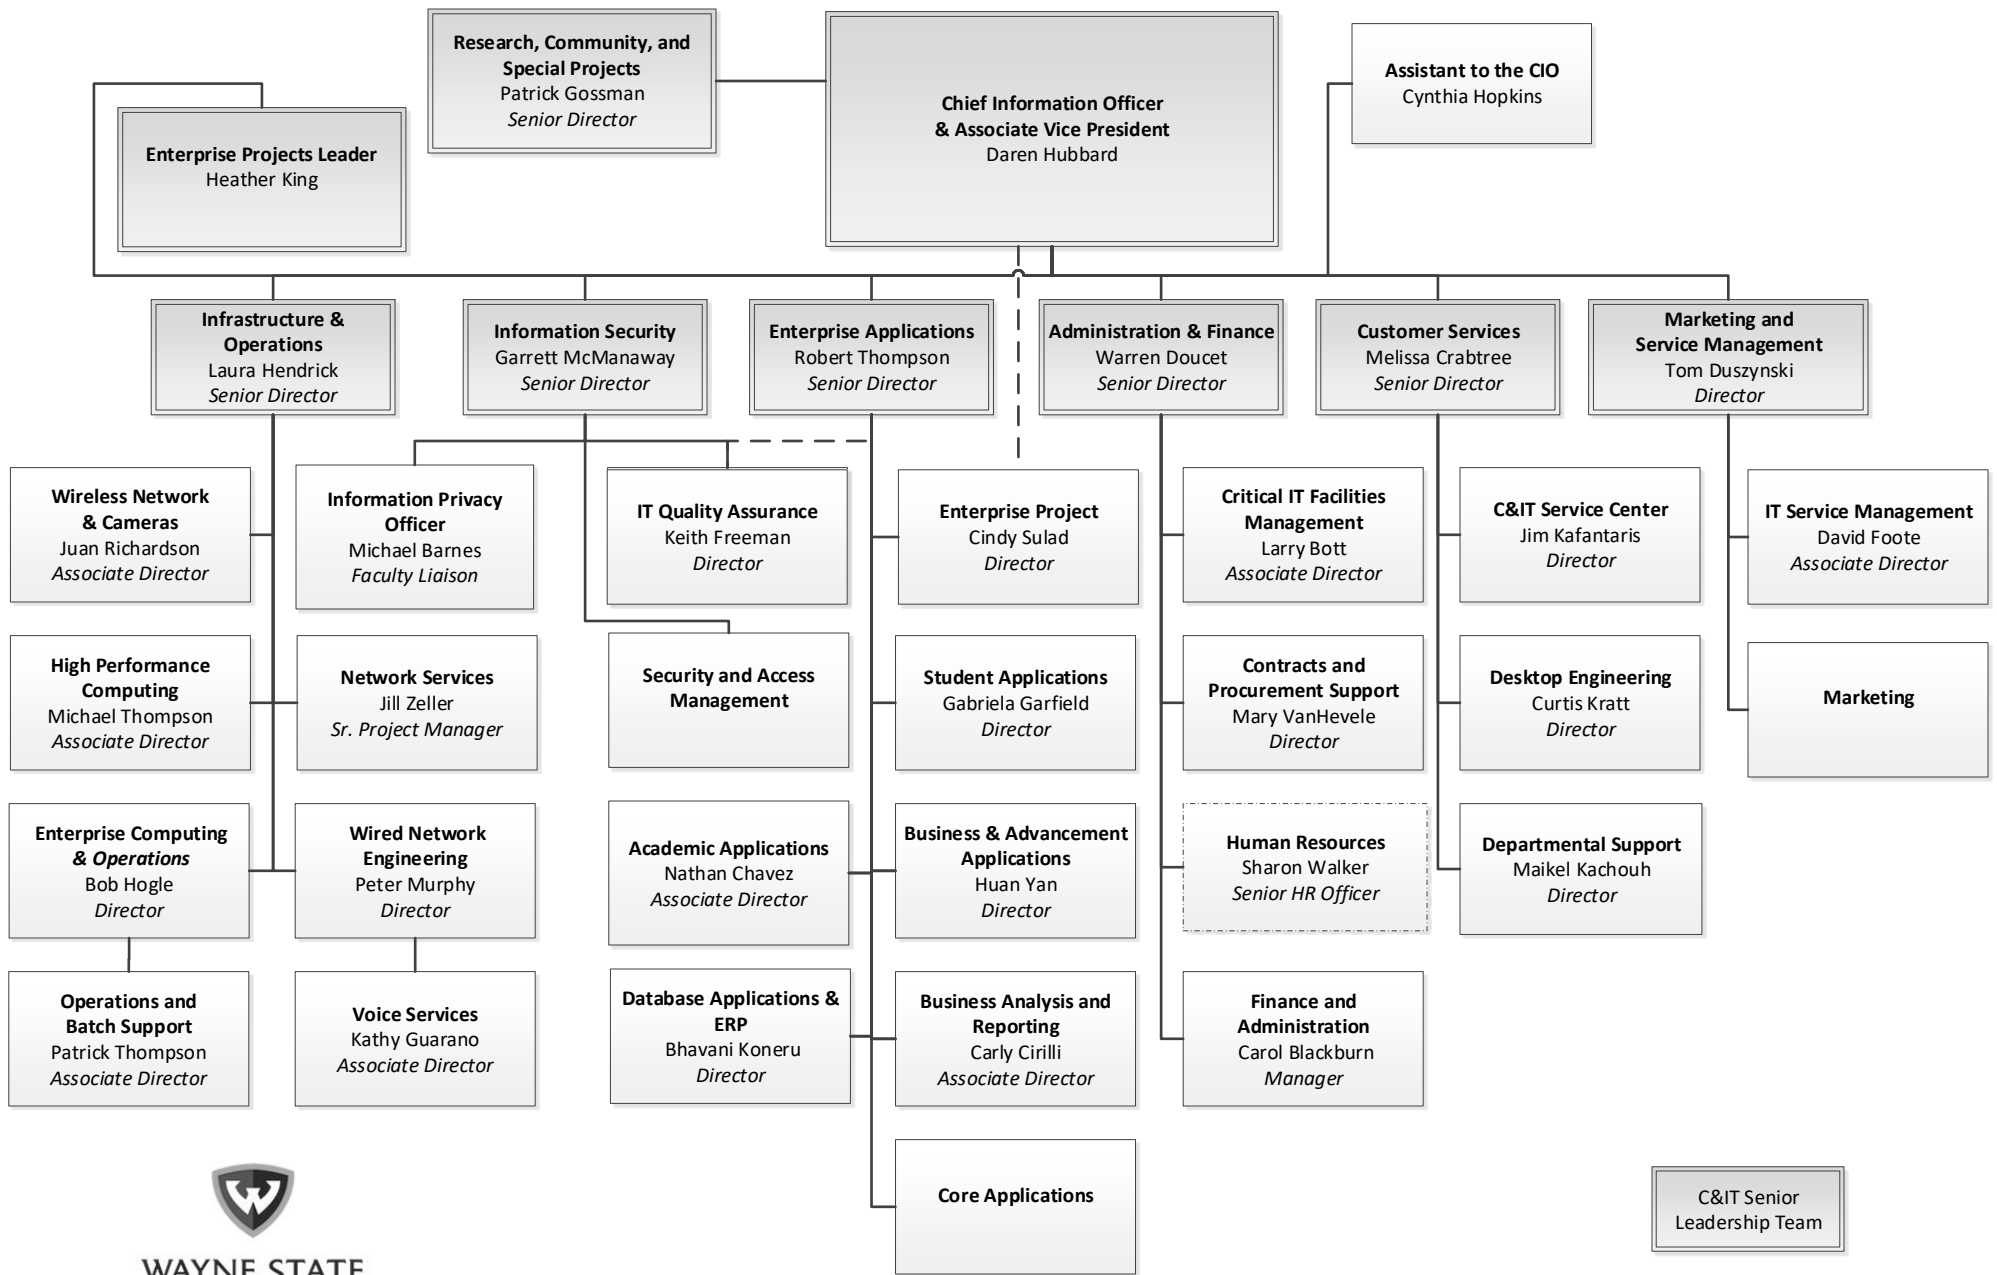 Research, Community, and
Special Projects
Patrick Gossman
Senior Director
Chief Information Officer
& Associate Vice President
Daren Hubbard
Assistant to the CIO
Cynthia Hopkins
Enterprise Projects Leader
Heather King
Infrastructure &
Operations
Laura Hendrick
Senior Director
Information Security
Garrett McManaway
Senior Director
Enterprise Applications
Robert Thompson
Senior Director
Administration & Finance
Warren Doucet
Senior Director
Customer Services
Melissa Crabtree
Senior Director
Marketing and
Service Management
Tom Duszynski
Director
Wireless Network
& Cameras
Juan Richardson
Associate Director
Information Privacy
Officer
Michael Barnes
Faculty Liaison
IT Quality Assurance
Keith Freeman
Director
Enterprise Project
Cindy Sulad
Director
Critical IT Facilities
Management
Larry Bott
Associate Director
C&IT Service Center
Jim Kafantaris
Director
IT Service Management
David Foote
Associate Director
High Performance
Computing
Michael Thompson
Associate Director
Network Services
Jill Zeller
Sr. Project Manager
Security and Access
Management
Student Applications
Gabriela Garfield
Director
Contracts and
Procurement Support
Mary VanHevele
Director
Desktop Engineering
Curtis Kratt
Director
Marketing
Enterprise Computing
& Operations
Bob Hogle
Director
Wired Network
Engineering
Peter Murphy
Director
Academic Applications
Nathan Chavez
Associate Director
Business & Advancement
Applications
Huan Yan
Director
Human Resources
Sharon Walker
Senior HR Officer
Departmental Support
Maikel Kachouh
Director
Operations and
Batch Support
Patrick Thompson
Associate Director
Voice Services
Kathy Guarano
Associate Director
Database Applications &
ERP
Bhavani Koneru
Director
Business Analysis and
Reporting
Carly Cirilli
Associate Director
Finance and
Administration
Carol Blackburn
Manager
Core Applications
C&IT Senior
Leadership Team
WAYNE STATE